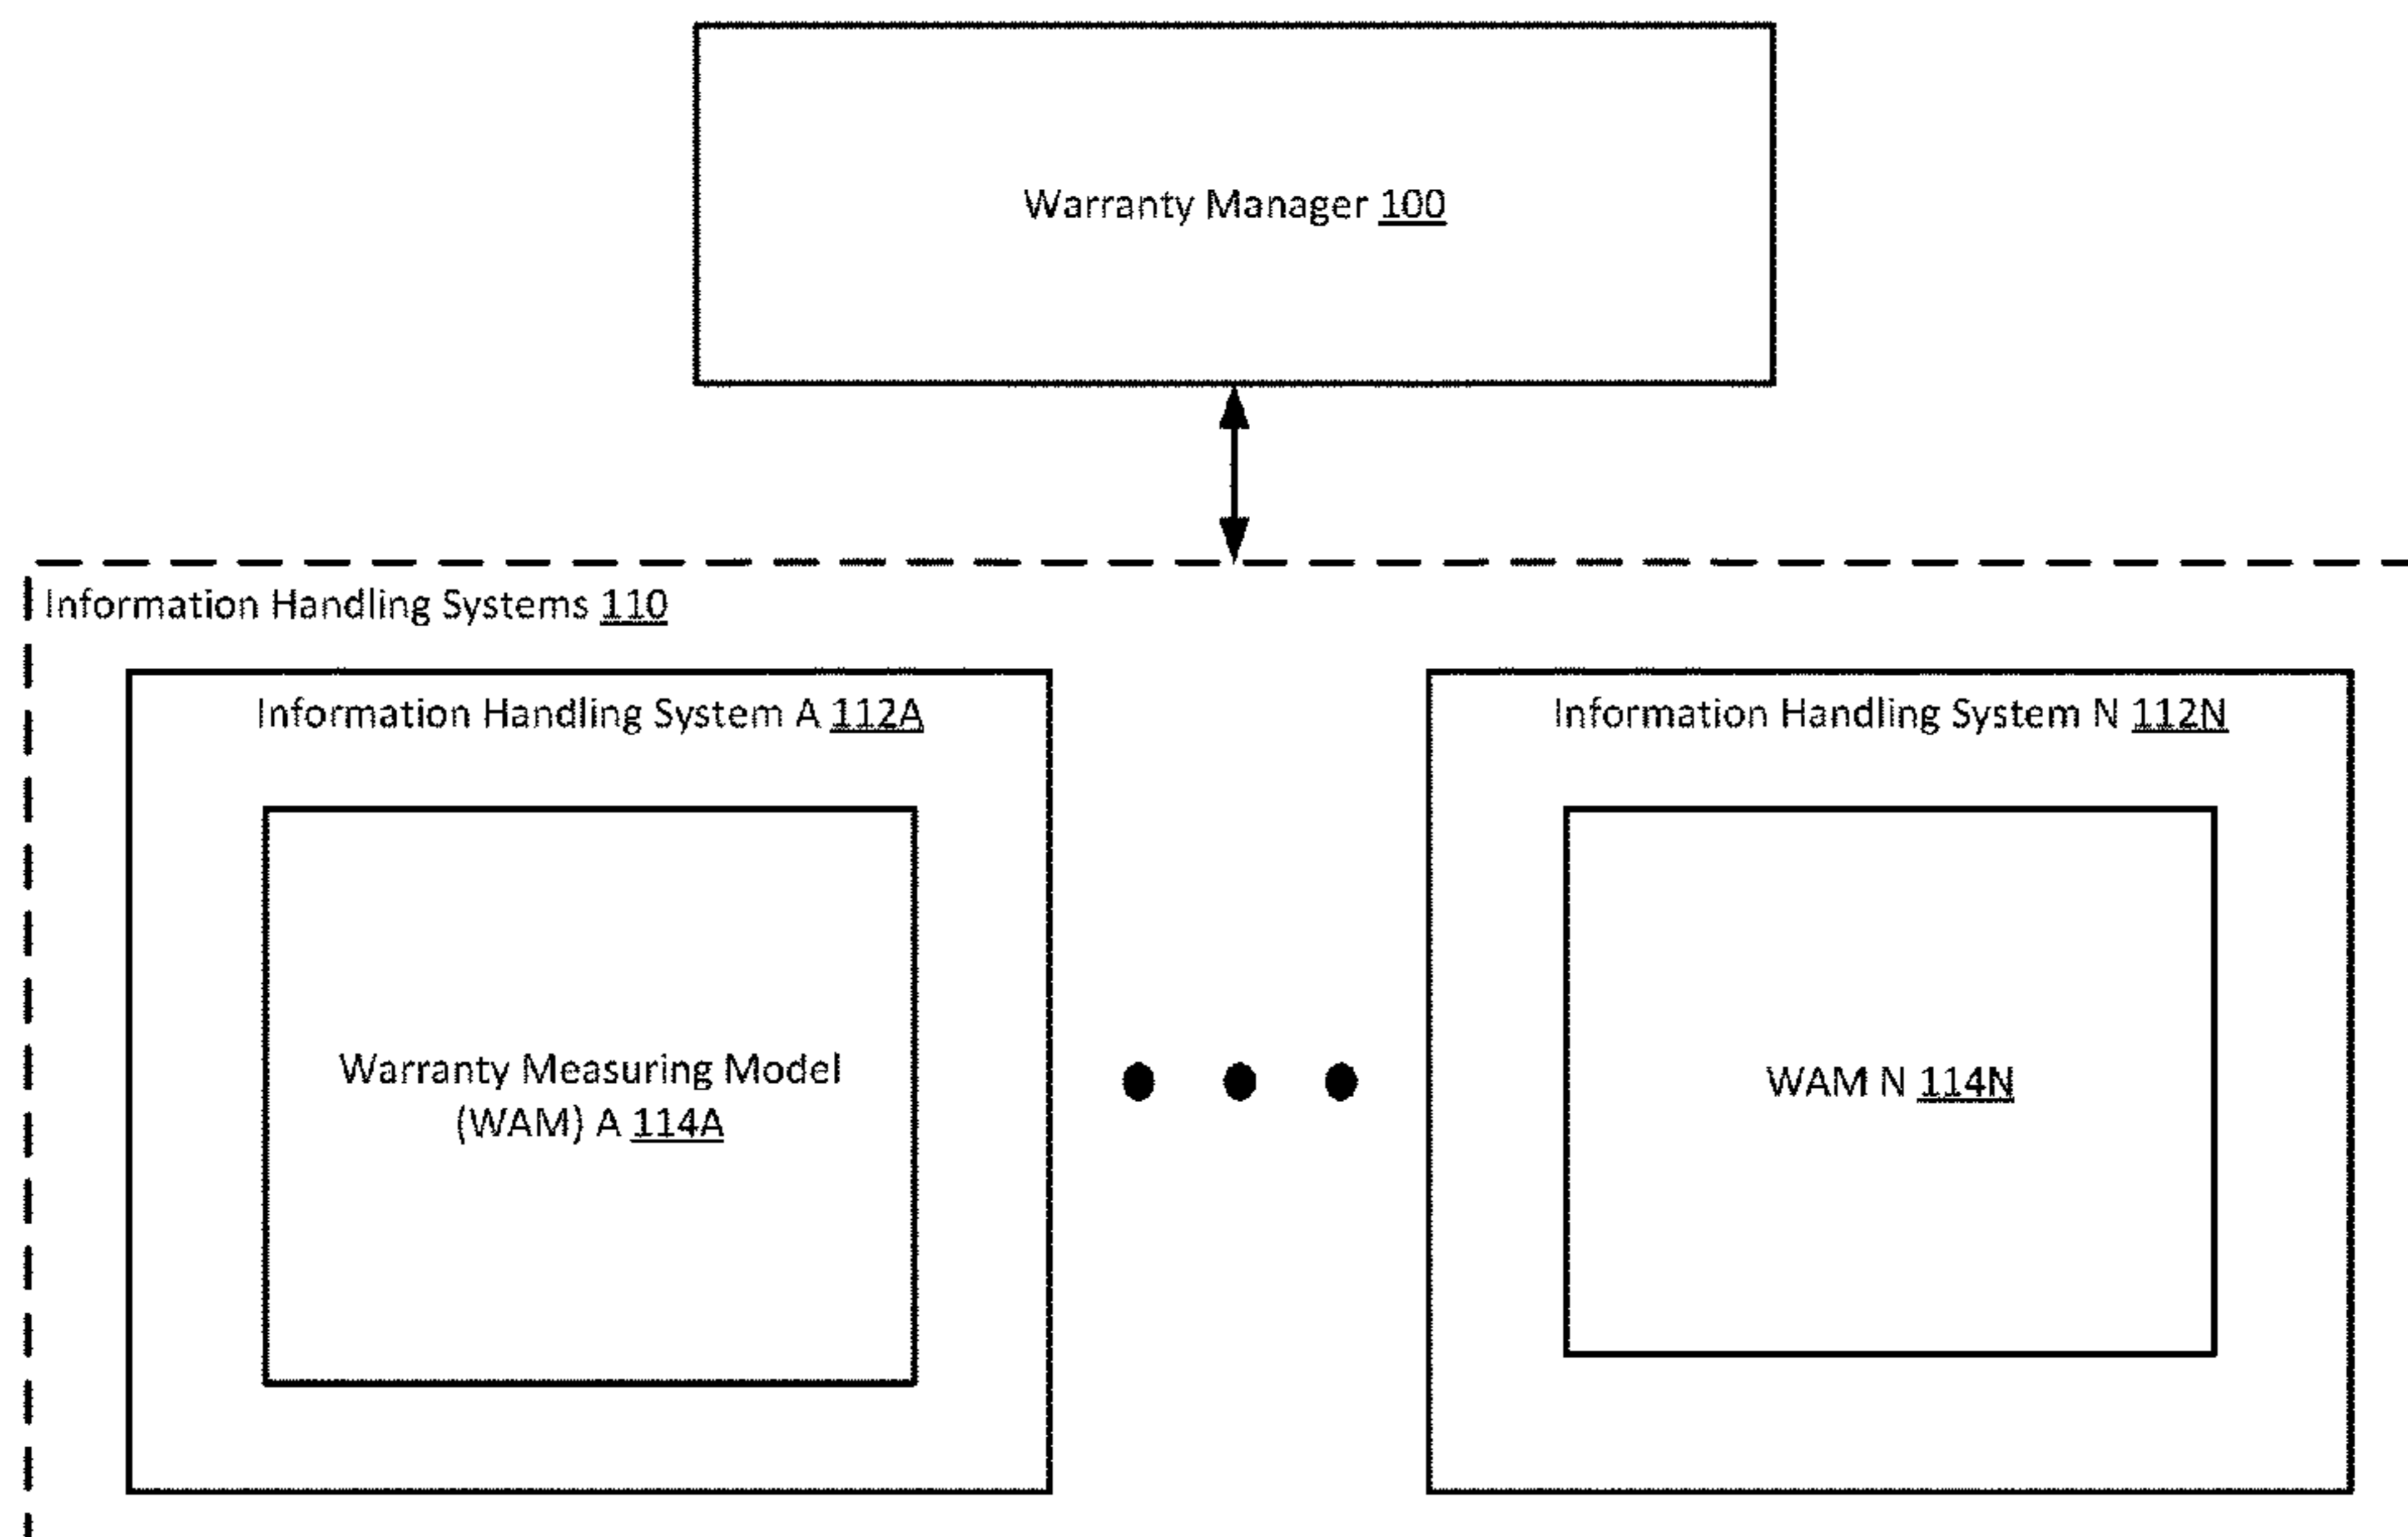 Warranty Manager 100
Information Handling Systems 110
Information Handling System A 112A
Information Handling System N 112N
Warranty Measuring Model
(WAM) A 114A
WAM N 114N